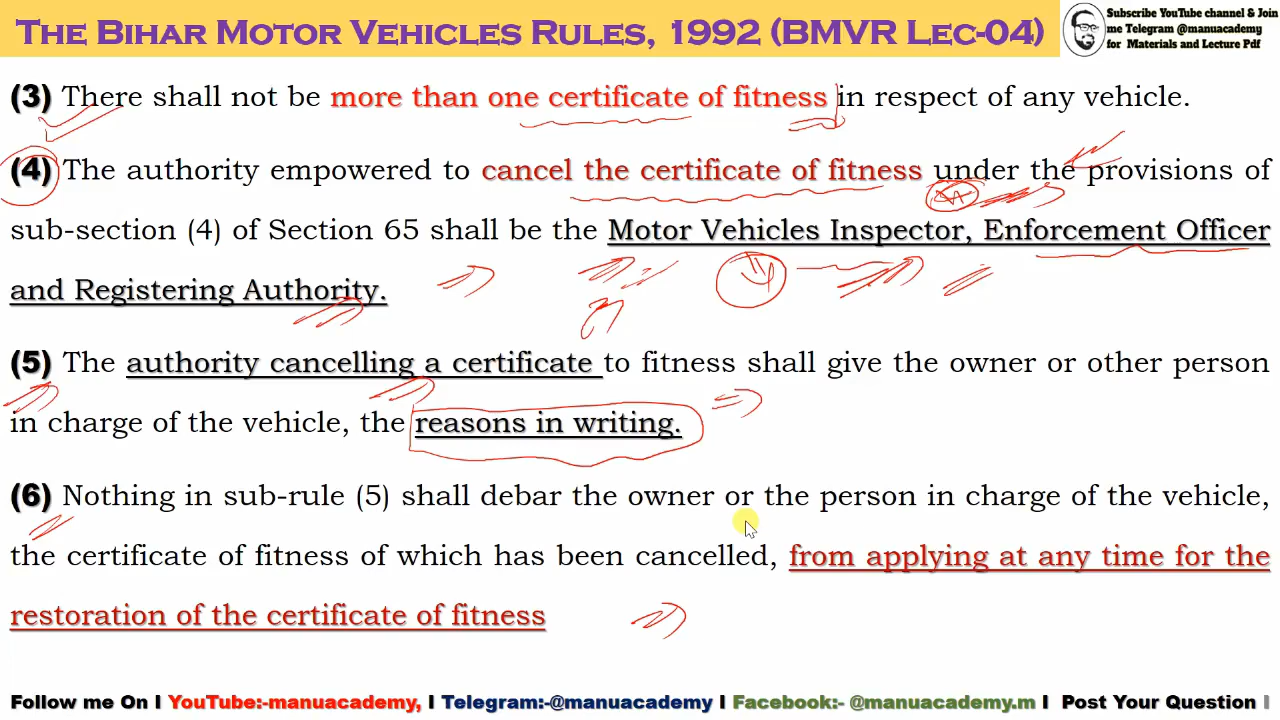 THE BIHAR MOTOR VEHICLES RULES, 1992 (BMVR LEC-04)
Subscribe YouTube channel & Join
me Telegram @manuacademy
for Materials and Lecture Pdf
(3) There shall not be more than one certificate of fitness in respect of any vehicle.
(4) The authority empowered to cancel the certificate of fitness under the provisions of
sub-section (4) of Section 65 shall be the Motor Vehicles Inspector, Enforcement Officer
and Registering Authority.
(5) The authority cancelling a certificate to fitness shall give the owner or other person
in charge of the vehicle, the reasons in writing.
(6) Nothing in sub-rule (5) shall debar the owner or the person in charge of the vehicle,
the certificate of fitness of which has been cancelled, from applying at any time for the
restoration of the certificate of fitness
Follow me On I YouTube:-manuacademy, I Telegram:-@manuacademy I Facebook:- @manuacademy.m I Post Your Question I